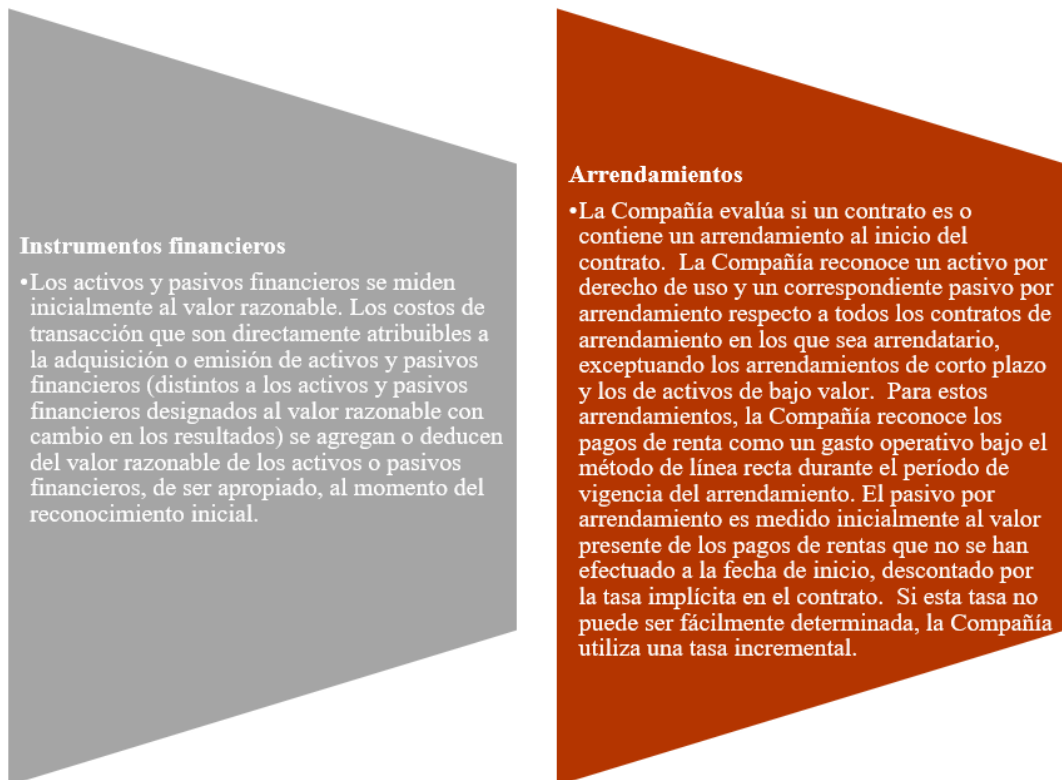 Instrumentos financieros
•Los activos y pasivos financieros se miden
inicialmente al valor razonable. Los costos de
transacción que son directamente atribuibles a
la adquisición o emisión de activos y pasivos
financieros (distintos a los activos y pasivos
financieros designados al valor razonable con
cambio en los resultados) se agregan o deducen
del valor razonable de los activos o pasivos
financieros, de ser apropiado, al momento del
reconocimiento inicial.
Arrendamientos
•La Compañía evalúa si un contrato es o
contiene un arrendamiento al inicio del
contrato.  La Compañía reconoce un activo por
derecho de uso y un correspondiente pasivo por
arrendamiento respecto a todos los contratos de
arrendamiento en los que sea arrendatario,
exceptuando los arrendamientos de corto plazo
y los de activos de bajo valor.  Para estos
arrendamientos, la Compañía reconoce los
pagos de renta como un gasto operativo bajo el
método de línea recta durante el período de
vigencia del arrendamiento. El pasivo por
arrendamiento es medido inicialmente al valor
presente de los pagos de rentas que no se han
efectuado a la fecha de inicio, descontado por
la tasa implícita en el contrato.  Si esta tasa no
puede ser fácilmente determinada, la Compañía
utiliza una tasa incremental.